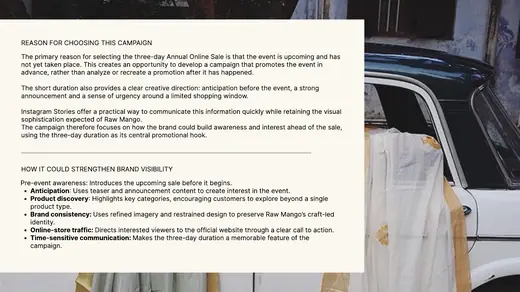 REASON FOR CHOOSING THIS CAMPAIGN
The primary reason for selecting the three-day Annual Online Sale is that the event is upcoming and has
not yet taken place. This creates an opportunity to develop a campaign that promotes the event in
advance, rather than analyze or recreate a promotion after it has happened.
The short duration also provides a clear creative direction: anticipation before the event, a strong
announcement and a sense of urgency around a limited shopping window.
Instagram Stories offer a practical way to communicate this information quickly while retaining the visual
sophistication expected of Raw Mango.
The campaign therefore focuses on how the brand could build awareness and interest ahead of the sale,
using the three-day duration as its central promotional hook.
HOW IT COULD STRENGTHEN BRAND VISIBILITY
Pre-event awareness: Introduces the upcoming sale before it begins.
• Anticipation: Uses teaser and announcement content to create interest in the event.
• Product discovery: Highlights key categories, encouraging customers to explore beyond a single
product type.
• Brand consistency: Uses refined imagery and restrained design to preserve Raw Mango’s craft-led
identity.
• Online-store traffic: Directs interested viewers to the official website through a clear call to action.
• Time-sensitive communication: Makes the three-day duration a memorable feature of the
campaign.